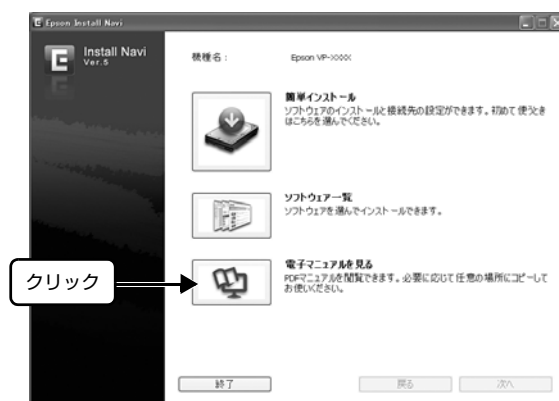 Epson Install Navi
Install Navi
Ver.5
機種名：
Epson VP-XXXX
簡単インストール
ソフトウェアのインストールと接続先の設定ができます。初めて使うとき
はこちらを選んでください。
ソフトウェア一覧
ソフトウェアを選んでインストールできます。
電子マニュアルを見る
PDFマニュアルを閲覧できます。必要に応じて任意の場所にコピーして
お使いください。
クリック
終了
戻る
次へ